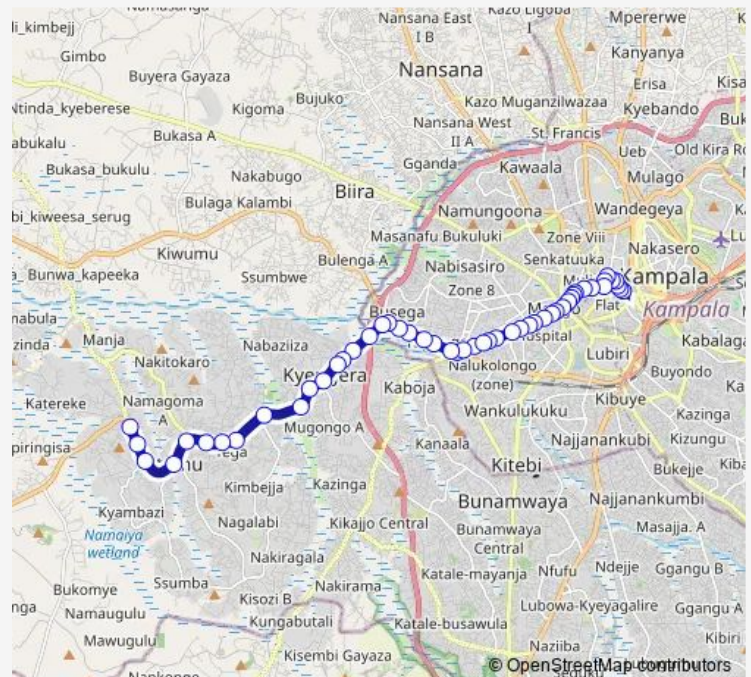 Nansana East
I B
Kazo Ligoba
I
Mpererwe
li_kimbejj
Gimbo
Kanyanya
Buyera Gayaza
Nansana
Erisa
Bujuko
Kigoma
Kazo Muganzilwazaa
Kyebando
Ntinda_kyeberese
Nansana West
II A
St. Francis
Bukasa A
Ueb
Old Kira Ro
abukalu
Gganda
Kawaala
Mulago
Bukasa_bukulu
Nakabugo
Biira
Bulaga Kalambi
Namungoona
Wandegeya
bi_kiweesa_serug
Masanafu Bukuluki
Zone Viii
Nakasero
Kiwumu
Bulenga A
Nabisasiro
Senkatuuka
Bunwa_kapeeka
Ssumbwe
Zone 8
Kampala
Flat
Kampala
nabula
Busega
zinda
Manja
Nabaziiza
Lubiri
Kabalaga
Nakitokaro
Nalukolongo
(zone)
Buyondo
Kaboja
Katereke
Namagoma
A
Wankulukuku
Kibuye
Mugongo A
Kazinga
Kanaala
Najjanankubi
Kizungu
piringisa
Kitebi
Bukejje
Kimbejja
Kazinga
Kyambazi
Bunamwaya
Najjanankumbi
Nagalabi
Kikajjo Central
Bunamwaya
Central
Masajja. A
Namaiya
wetland
Nakiragala
Katale-mayanja
Nfufu
Ndejje
Ggangu B
Ssumba
Nakirama
Bukomye
Kisozi B
Lubowa-Kyeyagalire
Ggangu A
Namaugulu
Kungabutali
Katale-busawula
Kibiri
Mawugulu
Naziiba
Kisembi Gayaza
© OpenStreetMap contributors